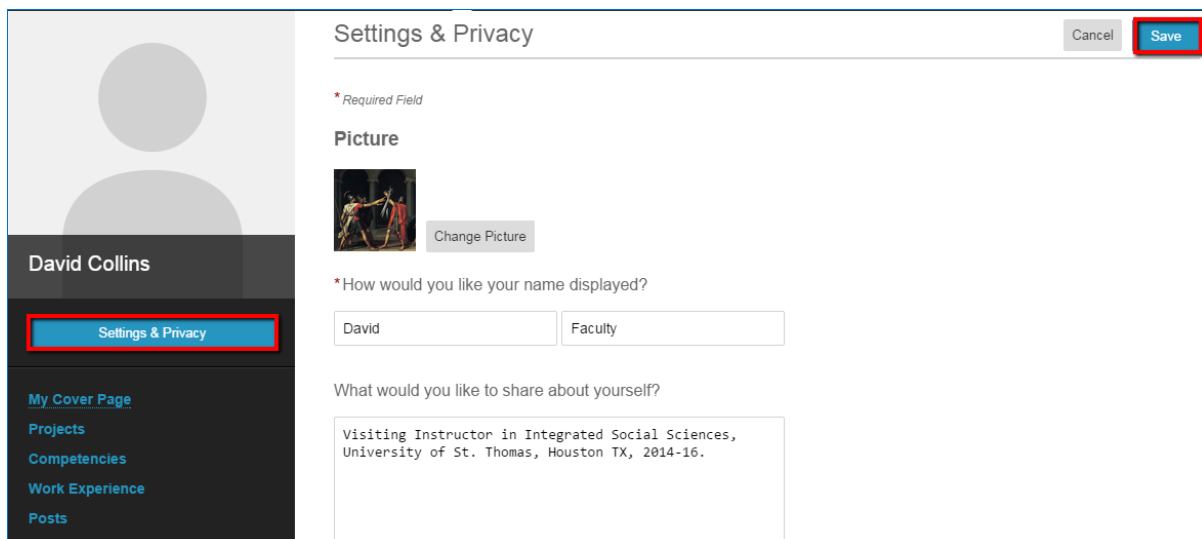 David Collins
Settings & Privacy
My Cover Page
Projects
Competencies
Work Experience
Posts
Settings & Privacy
Cancel
Save
* Required Field
Picture
Change Picture
*How would you like your name displayed?
David
Faculty
What would you like to share about yourself?
Visiting Instructor in Integrated Social Sciences,
University of St. Thomas, Houston TX, 2014-16.